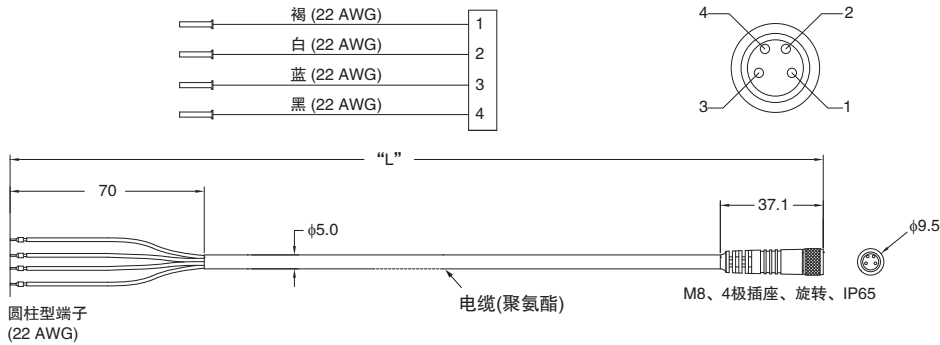 褐 (22 AWG)
1
白 (22 AWG)
2
蓝 (22 AWG)
3
黑 (22 AWG)
4
4
2
3
1
“L”
70
37.1
ϕ5.0
ϕ9.5
电缆(聚氨酯)
M8、4极插座、旋转、IP65
圆柱型端子
(22 AWG)